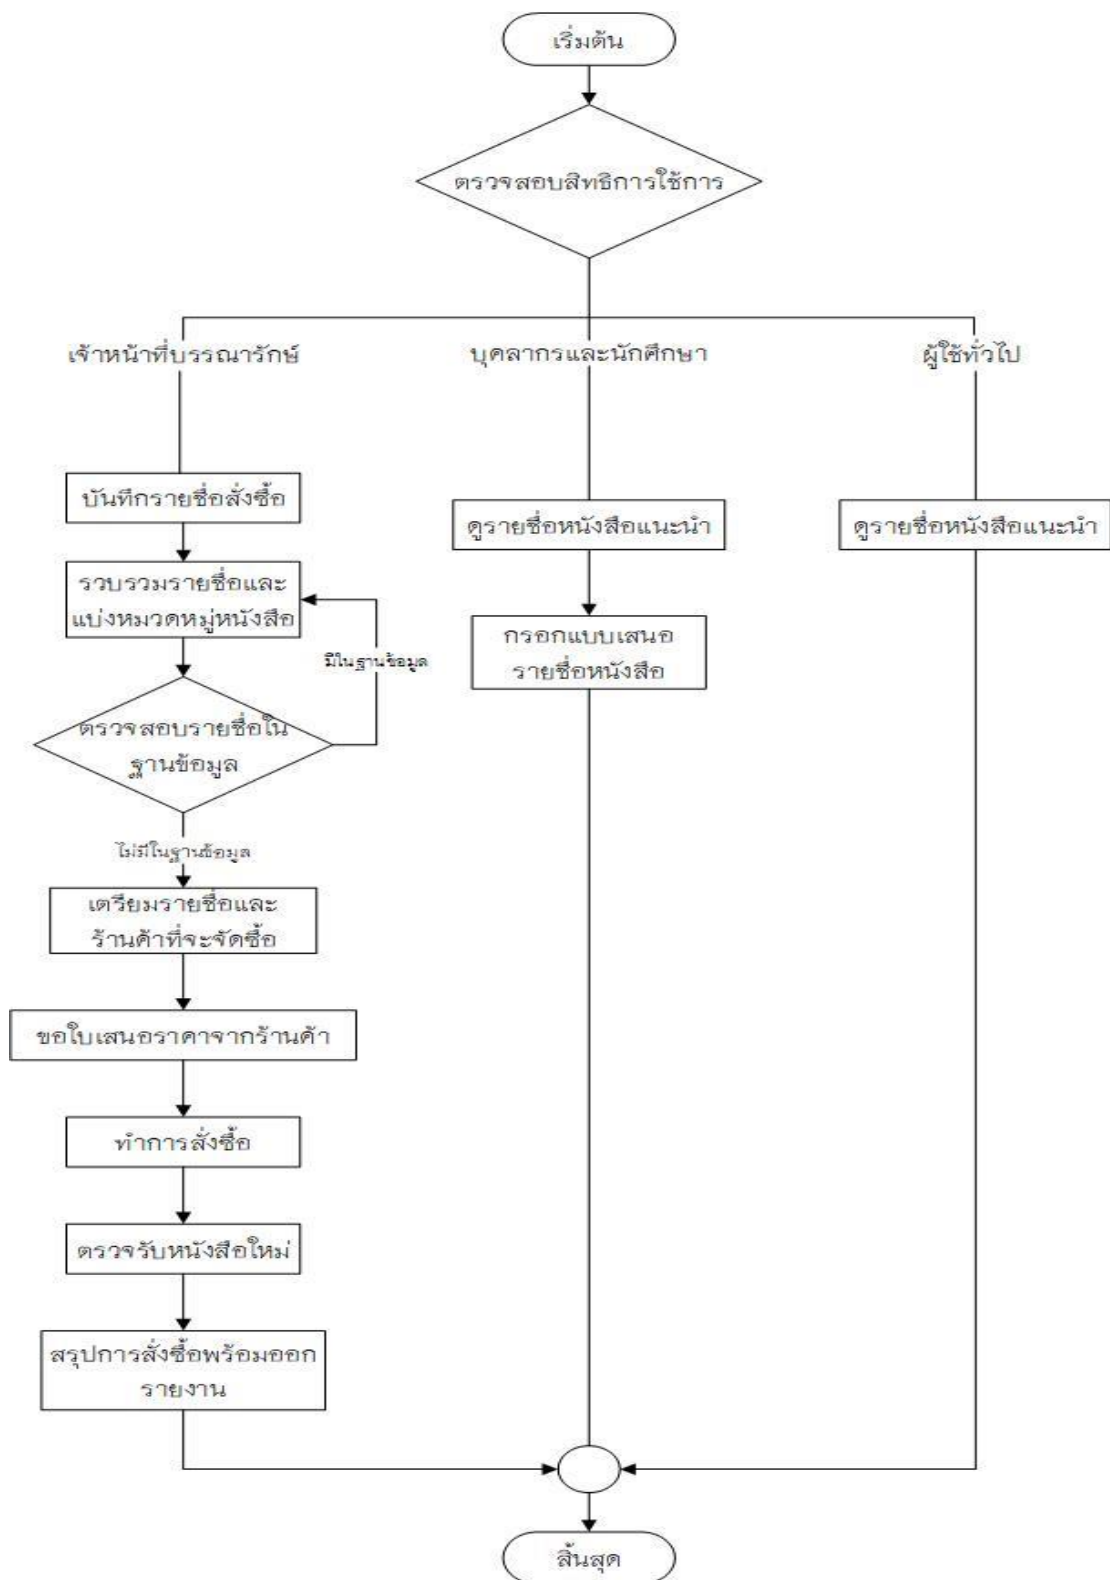 เริ่มต้น
ตรวจสอบสิทธิการใช้การ
เจ้าหน้าที่บรรณารักษ์
บุคลากรและนักศึกษา
ผู้ใช้ทั่วไป
บันทึกรายชื่อสั่งซื้อ
ดูรายชื่อหนังสือแนะนำ
ดูรายชื่อหนังสือแนะนำ
รวบรวมรายชื่อและ
แบ่งหมวดหมู่หนังสือ
กรอกแบบเสนอ
รายชื่อหนังสือ
มีในฐานข้อมูล
ตรวจสอบรายชื่อใน
ฐานข้อมูล
ไม่มีในฐานข้อมูล
เตรียมรายชื่อและ
ร้านค้าที่จะจัดซื้อ
ขอใบเสนอราคาจากร้านค้า
ทำการสั่งซื้อ
ตรวจรับหนังสือใหม่
สรุปการสั่งซื้อพร้อมออก
รายงาน
สิ้นสุด